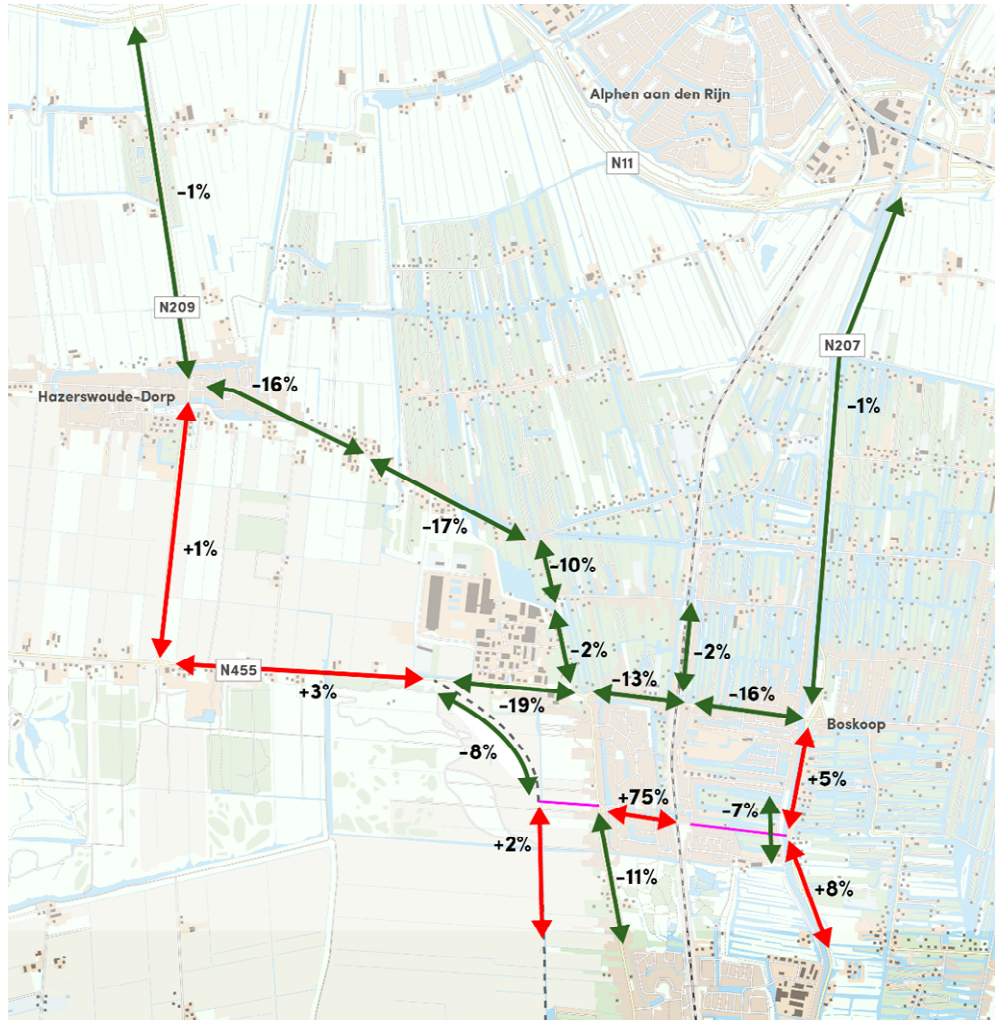 Alphen aan den Rijn
N11
-1%
N209
N207
-16%
Hazerswoude-Dorp
-1%
-17%
+1%
-10%
-2%
-2%
N455
-13%
+3%
-16%
-19%
Boskoop
-8%
+5%
+75%
-7%
+2%
-11%
+8%